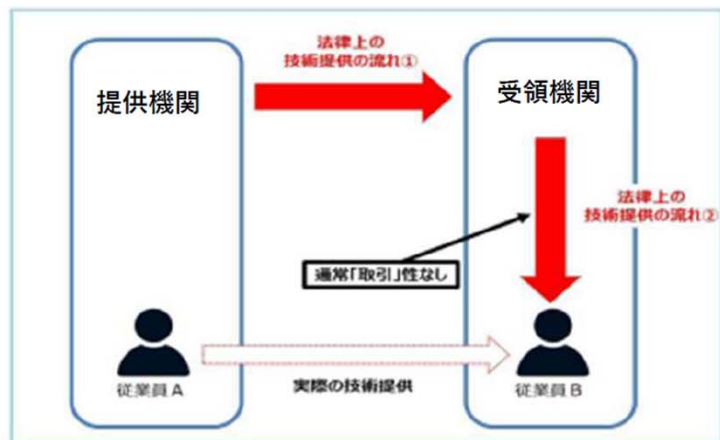 法律上の
技術提供の流れ①
提供機関
受領機関
法律上の
技術提供の流れ②
通常「取引」性なし
従業員A
実際の技術提供
従業員B